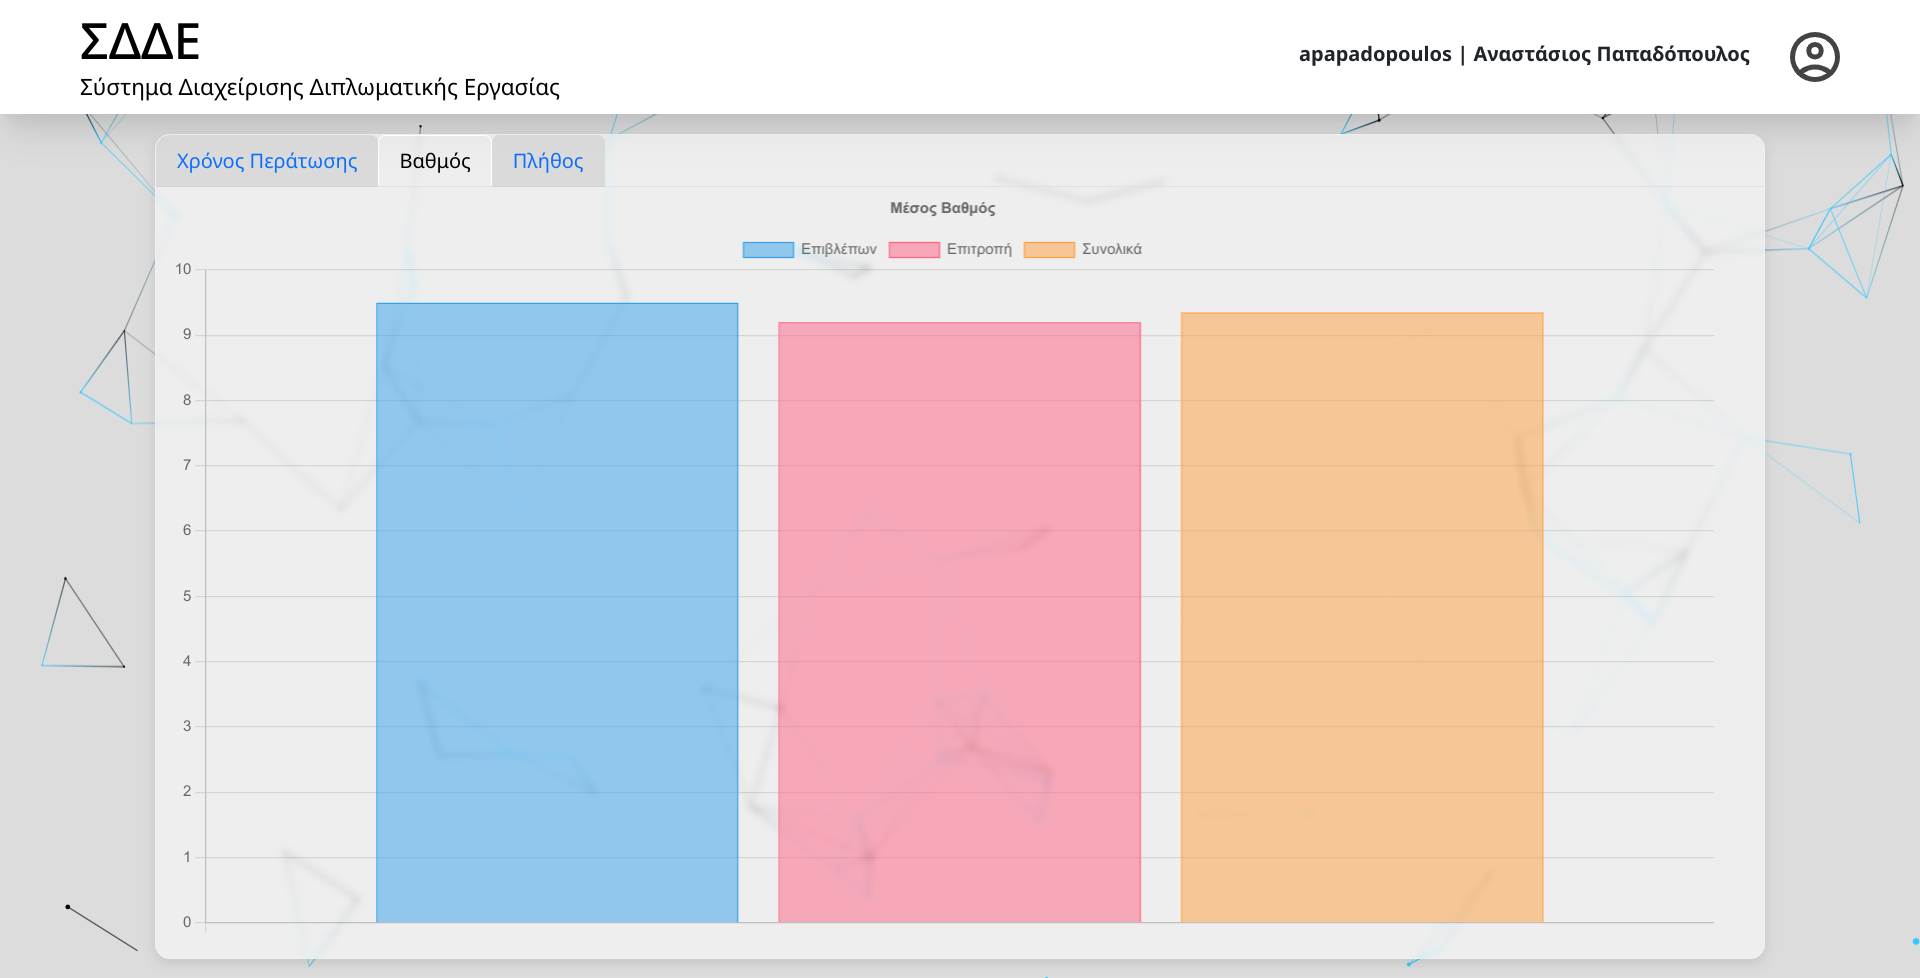 ΣΔΔΕ
Σύστημα Διαχείρισης Διπλωματικής Εργασίας
apapadopoulos | Αναστάσιος Παπαδόπουλος
Χρόνος Περάτωσης Βαθμός Πλήθος
Μέσος Βαθμός
Επιβλέπων Επιτροπή Συνολικά
10
9
8
7
6
5
4
3
2
1
0